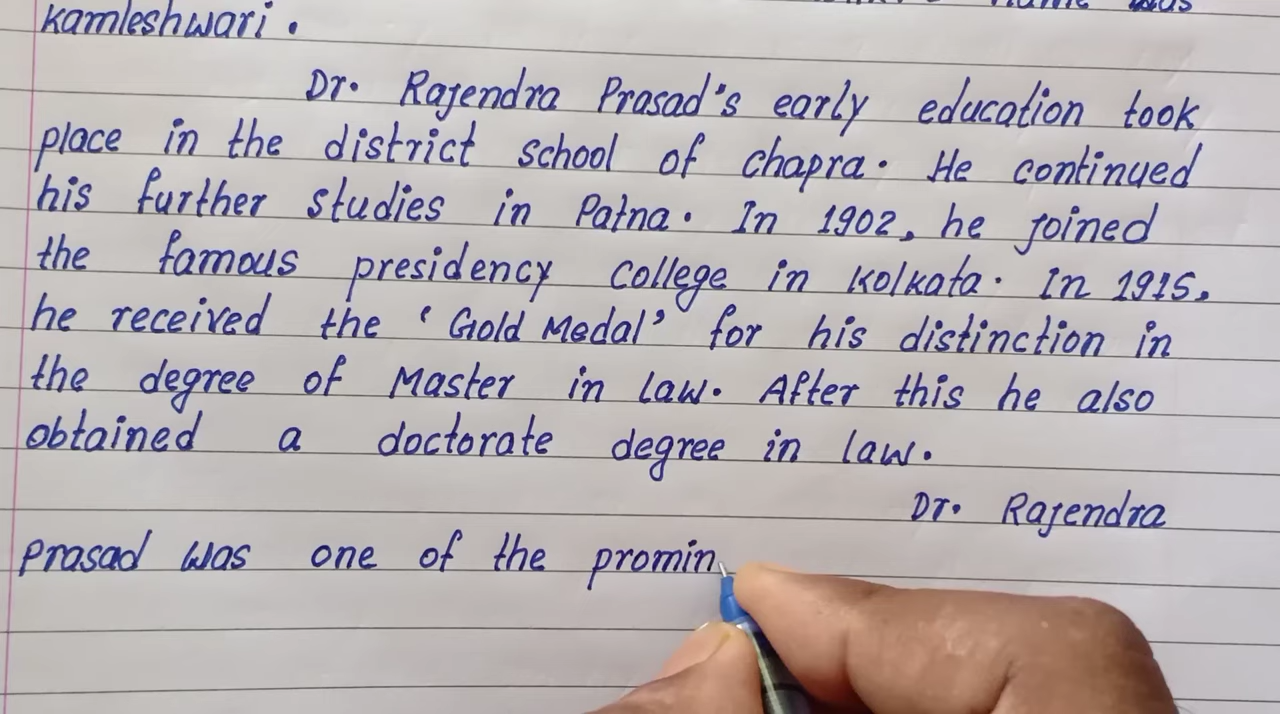 name was
Kamleshwari.
Dr. Rajendra Prasad's early education took
place in the district school of chapra. He continued
his further studies in Patna. In 1902, he joined
the famous presidency college in Kolkata. In 1915,
he received the 'Gold Medal' for his distinction in
the degree of Master in law. After this he also
obtained a doctorate degree in law.
Dr. Rajendra
Prasad was one of the promin